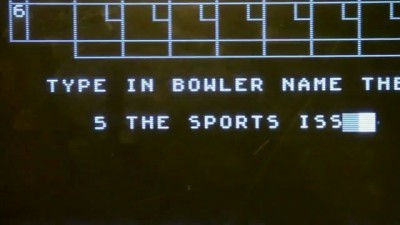 6
TYPE IN BOWLER NAME THE
5 THE SPORTS ISS